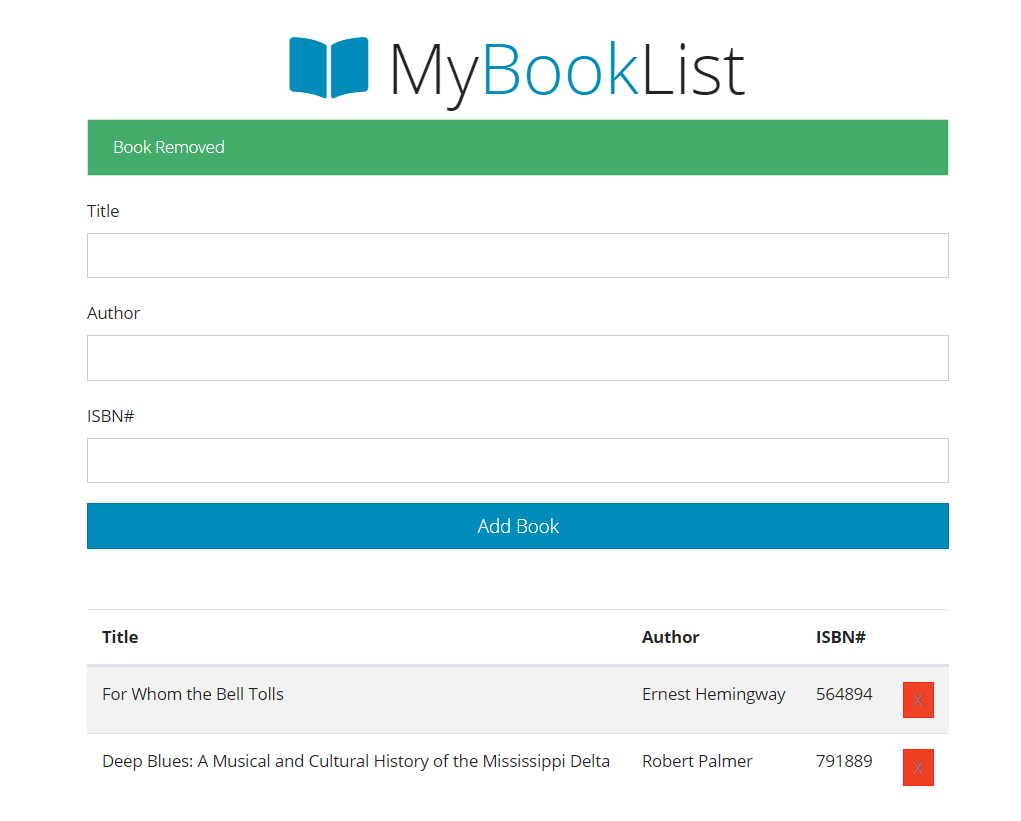 MyBookList
Book Removed
Title
Author
ISBN#
Add Book
Title Author ISBN#
For Whom the Bell Tolls Ernest Hemingway 564894 X
Deep Blues: A Musical and Cultural History of the Mississippi Delta Robert Palmer 791889 X